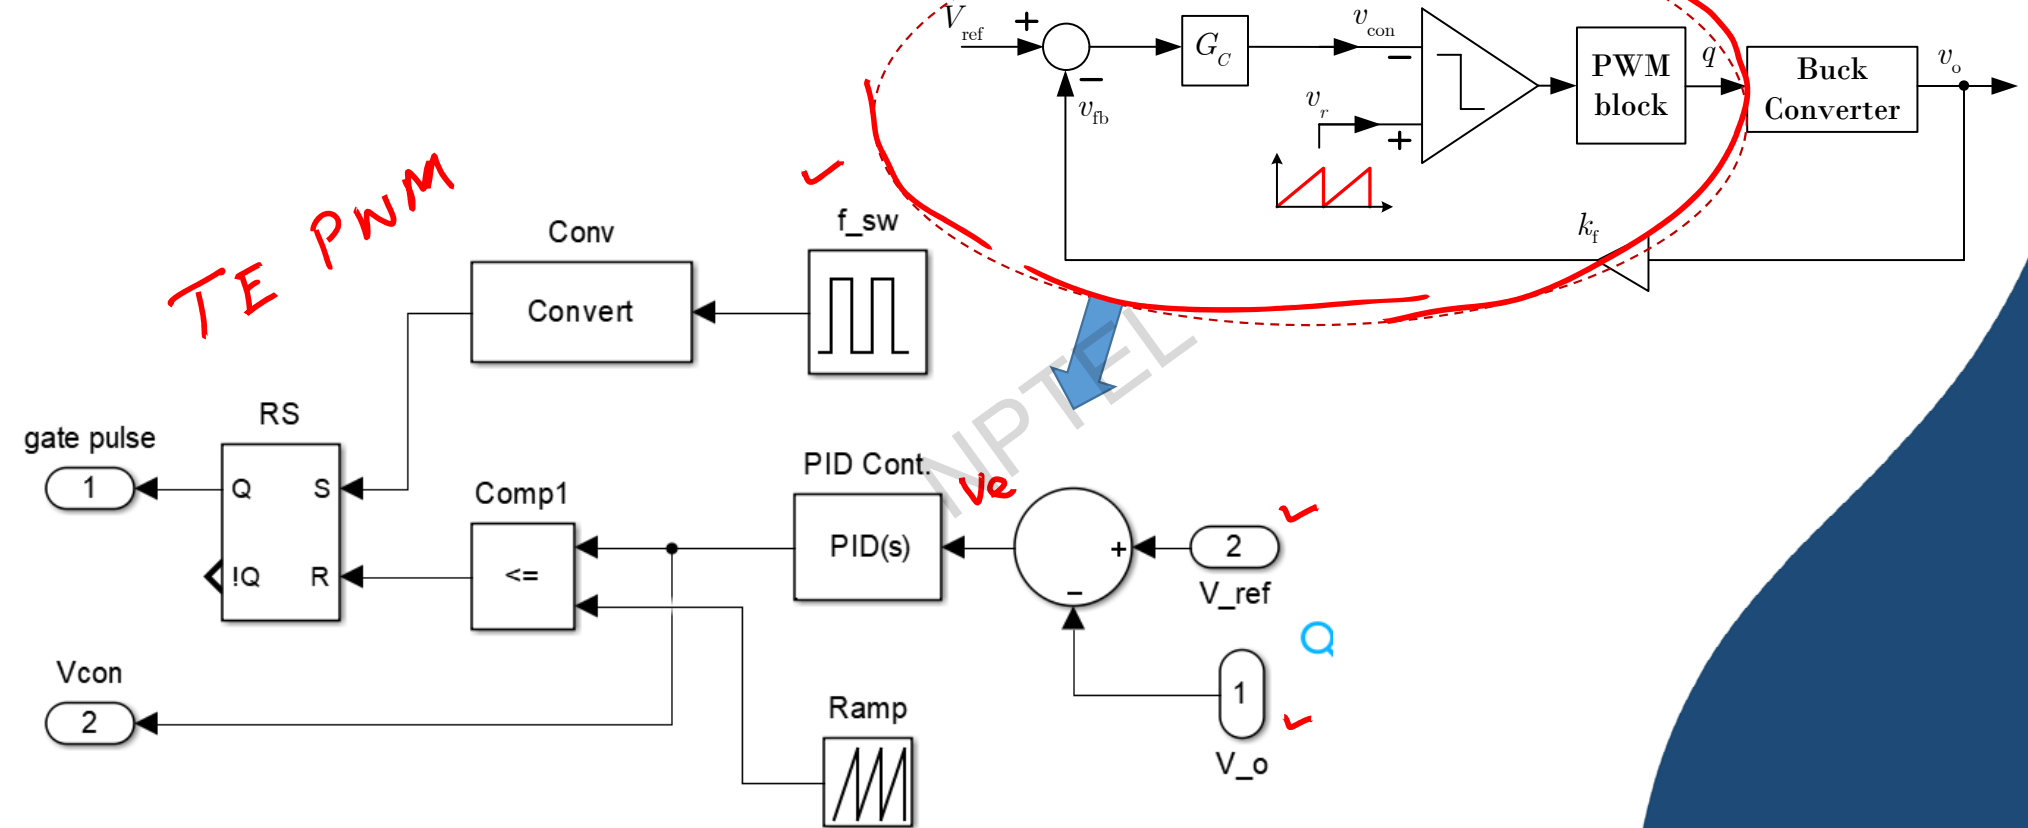 V_ref
+
−
v_fb
G_C
v_con
−
v_r
+
PWM
block
q
Buck
Converter
v_o
k_f
TE PWM
Conv
Convert
f_sw
RS
gate pulse
1
Q
S
!Q
R
Comp1
<=
PID Cont.
PID(s)
Ve
+
−
2
V_ref
1
V_o
Vcon
2
Ramp
NPTEL